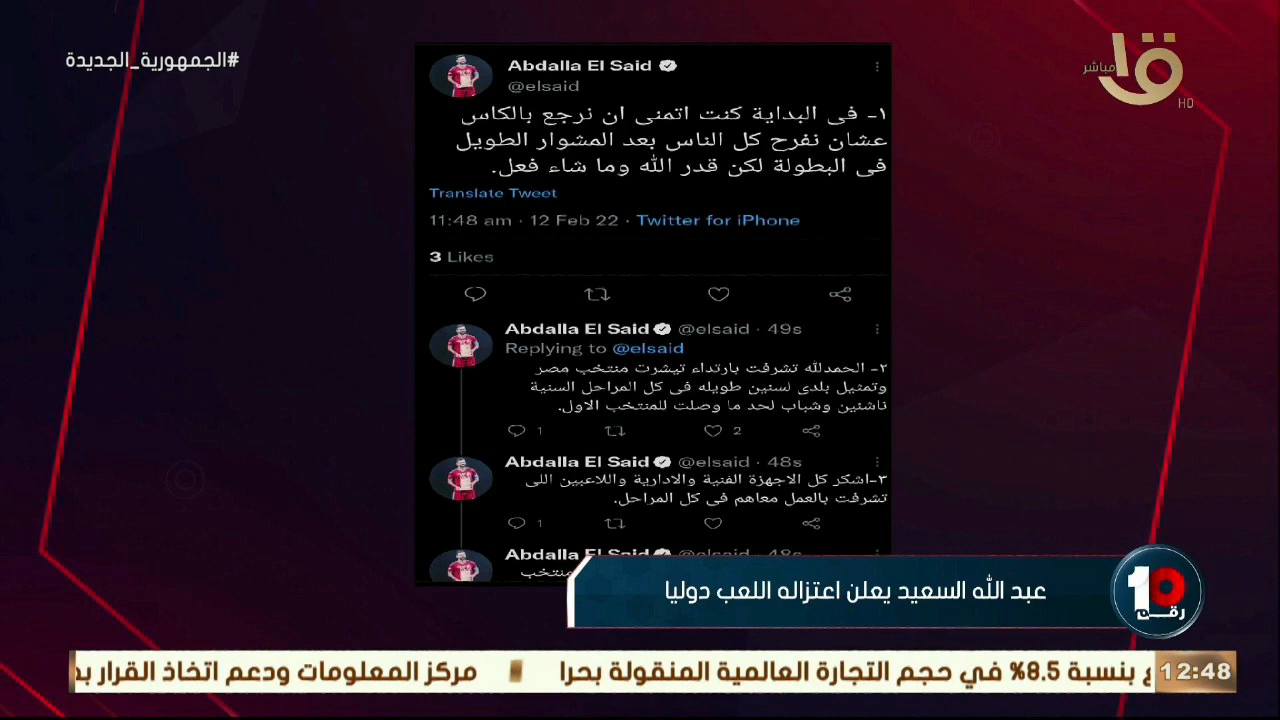 #الجمهورية_الجديدة
مباشر
HD
Abdalla El Said
@elsaid
١- فى البداية كنت اتمنى ان نرجع بالكاس
عشان نفرح كل الناس بعد المشوار الطويل
فى البطولة لكن قدر الله وما شاء فعل.
Translate Tweet
11:48 am · 12 Feb 22 · Twitter for iPhone
3 Likes
Abdalla El Said @elsaid · 49s
Replying to @elsaid
٢- الحمدلله تشرفت بارتداء تيشرت منتخب مصر
وتمثيل بلدى لسنين طويله فى كل المراحل السنية
ناشئين وشباب لحد ما وصلت للمنتخب الاول.
1 2
Abdalla El Said @elsaid · 48s
٣-اشكر كل الاجهزة الفنية والادارية واللاعبين اللى
تشرفت بالعمل معاهم فى كل المراحل.
1
Abdalla El Said @elsaid · 48s
عبد الله السعيد يعلن اعتزاله اللعب دوليا
رقم 10
بنسبة 8.5% في حجم التجارة العالمية المنقولة بحرا ■ مركز المعلومات ودعم اتخاذ القرار
12:48